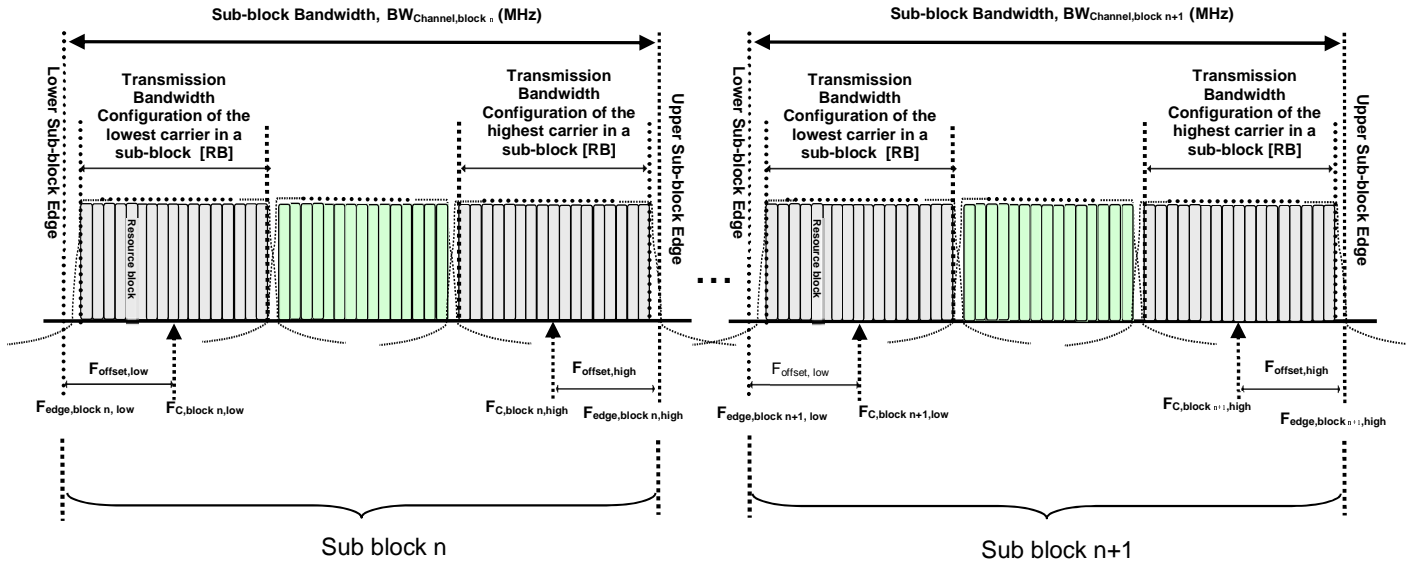 Sub-block Bandwidth, BWChannel,block n (MHz)
Lower Sub-block Edge
Transmission
Bandwidth
Configuration of the
lowest carrier in a
sub-block [RB]
Transmission
Bandwidth
Configuration of the
highest carrier in a
sub-block [RB]
Upper Sub-block Edge
Resource block
Foffset,low
Foffset,high
Fedge,block n, low
FC,block n,low
FC,block n,high
Fedge,block n,high
Sub block n
...
Sub-block Bandwidth, BWChannel,block n+1 (MHz)
Lower Sub-block Edge
Transmission
Bandwidth
Configuration of the
lowest carrier in a
sub-block [RB]
Transmission
Bandwidth
Configuration of the
highest carrier in a
sub-block [RB]
Upper Sub-block Edge
Resource block
Foffset, low
Foffset,high
Fedge,block n+1, low
FC,block n+1,low
FC,block n+1,high
Fedge,block n+1,high
Sub block n+1